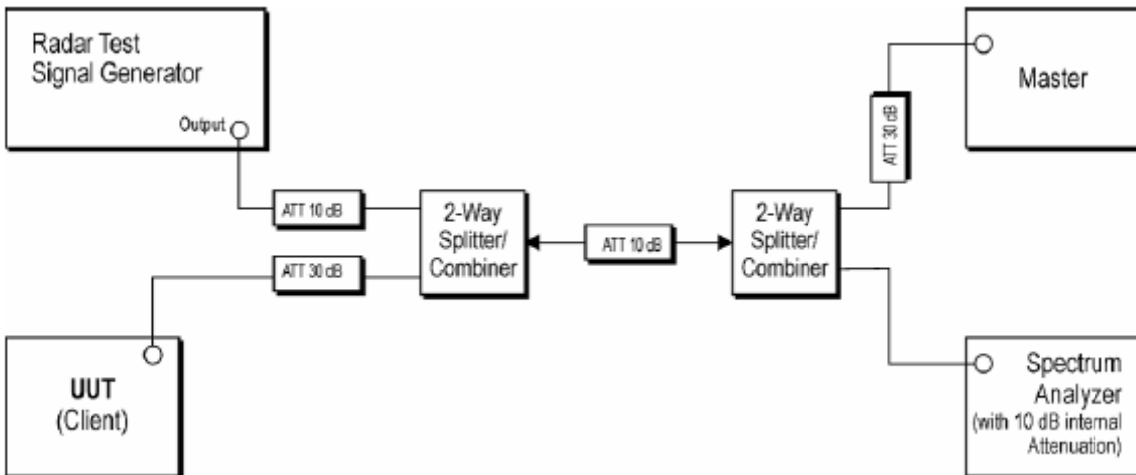 Radar Test
Signal Generator
Output
ATT 10 dB
ATT 30 dB
UUT
(Client)
2-Way
Splitter/
Combiner
ATT 10 dB
2-Way
Splitter/
Combiner
ATT 30 dB
Master
Spectrum
Analyzer
(with 10 dB internal
Attenuation)